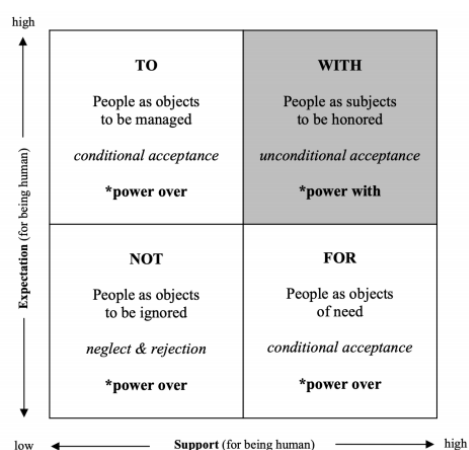 high
TO
People as objects
to be managed
conditional acceptance
*power over
WITH
People as subjects
to be honored
unconditional acceptance
*power with
Expectation (for being human)
NOT
People as objects
to be ignored
neglect & rejection
*power over
FOR
People as objects
of need
conditional acceptance
*power over
low
Support (for being human)
high